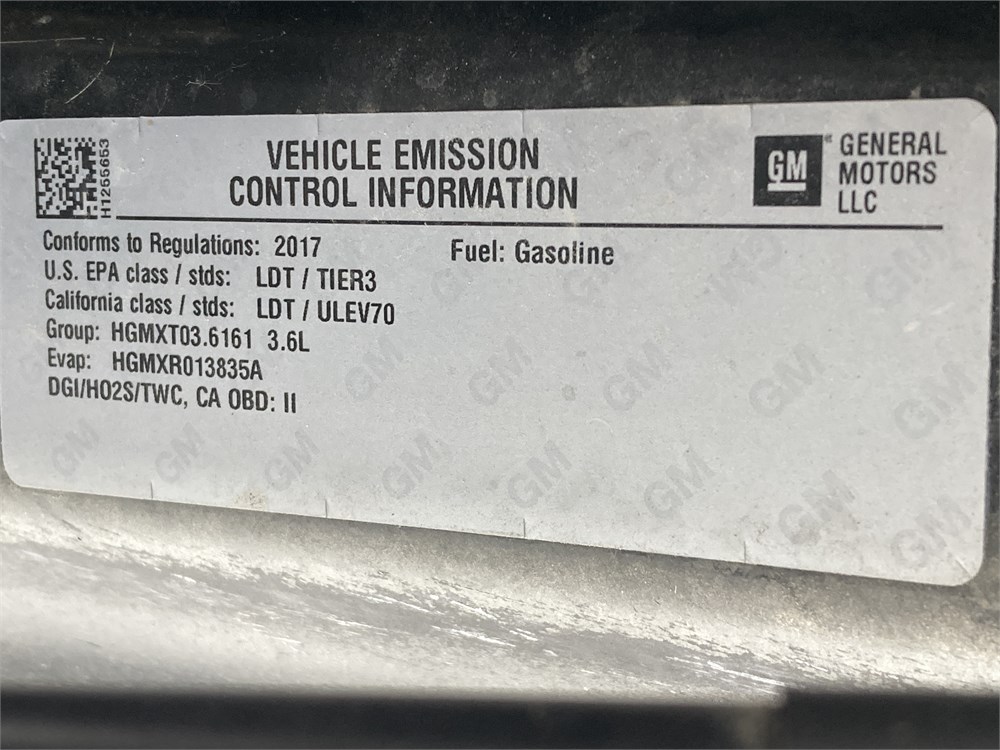 H1255653
VEHICLE EMISSION
CONTROL INFORMATION
GM
GENERAL
MOTORS
LLC
Conforms to Regulations: 2017
Fuel: Gasoline
U.S. EPA class / stds: LDT / TIER3
California class / stds: LDT / ULEV70
Group: HGMXT03.6161 3.6L
Evap: HGMXR013835A
DGI/HO2S/TWC, CA OBD: II